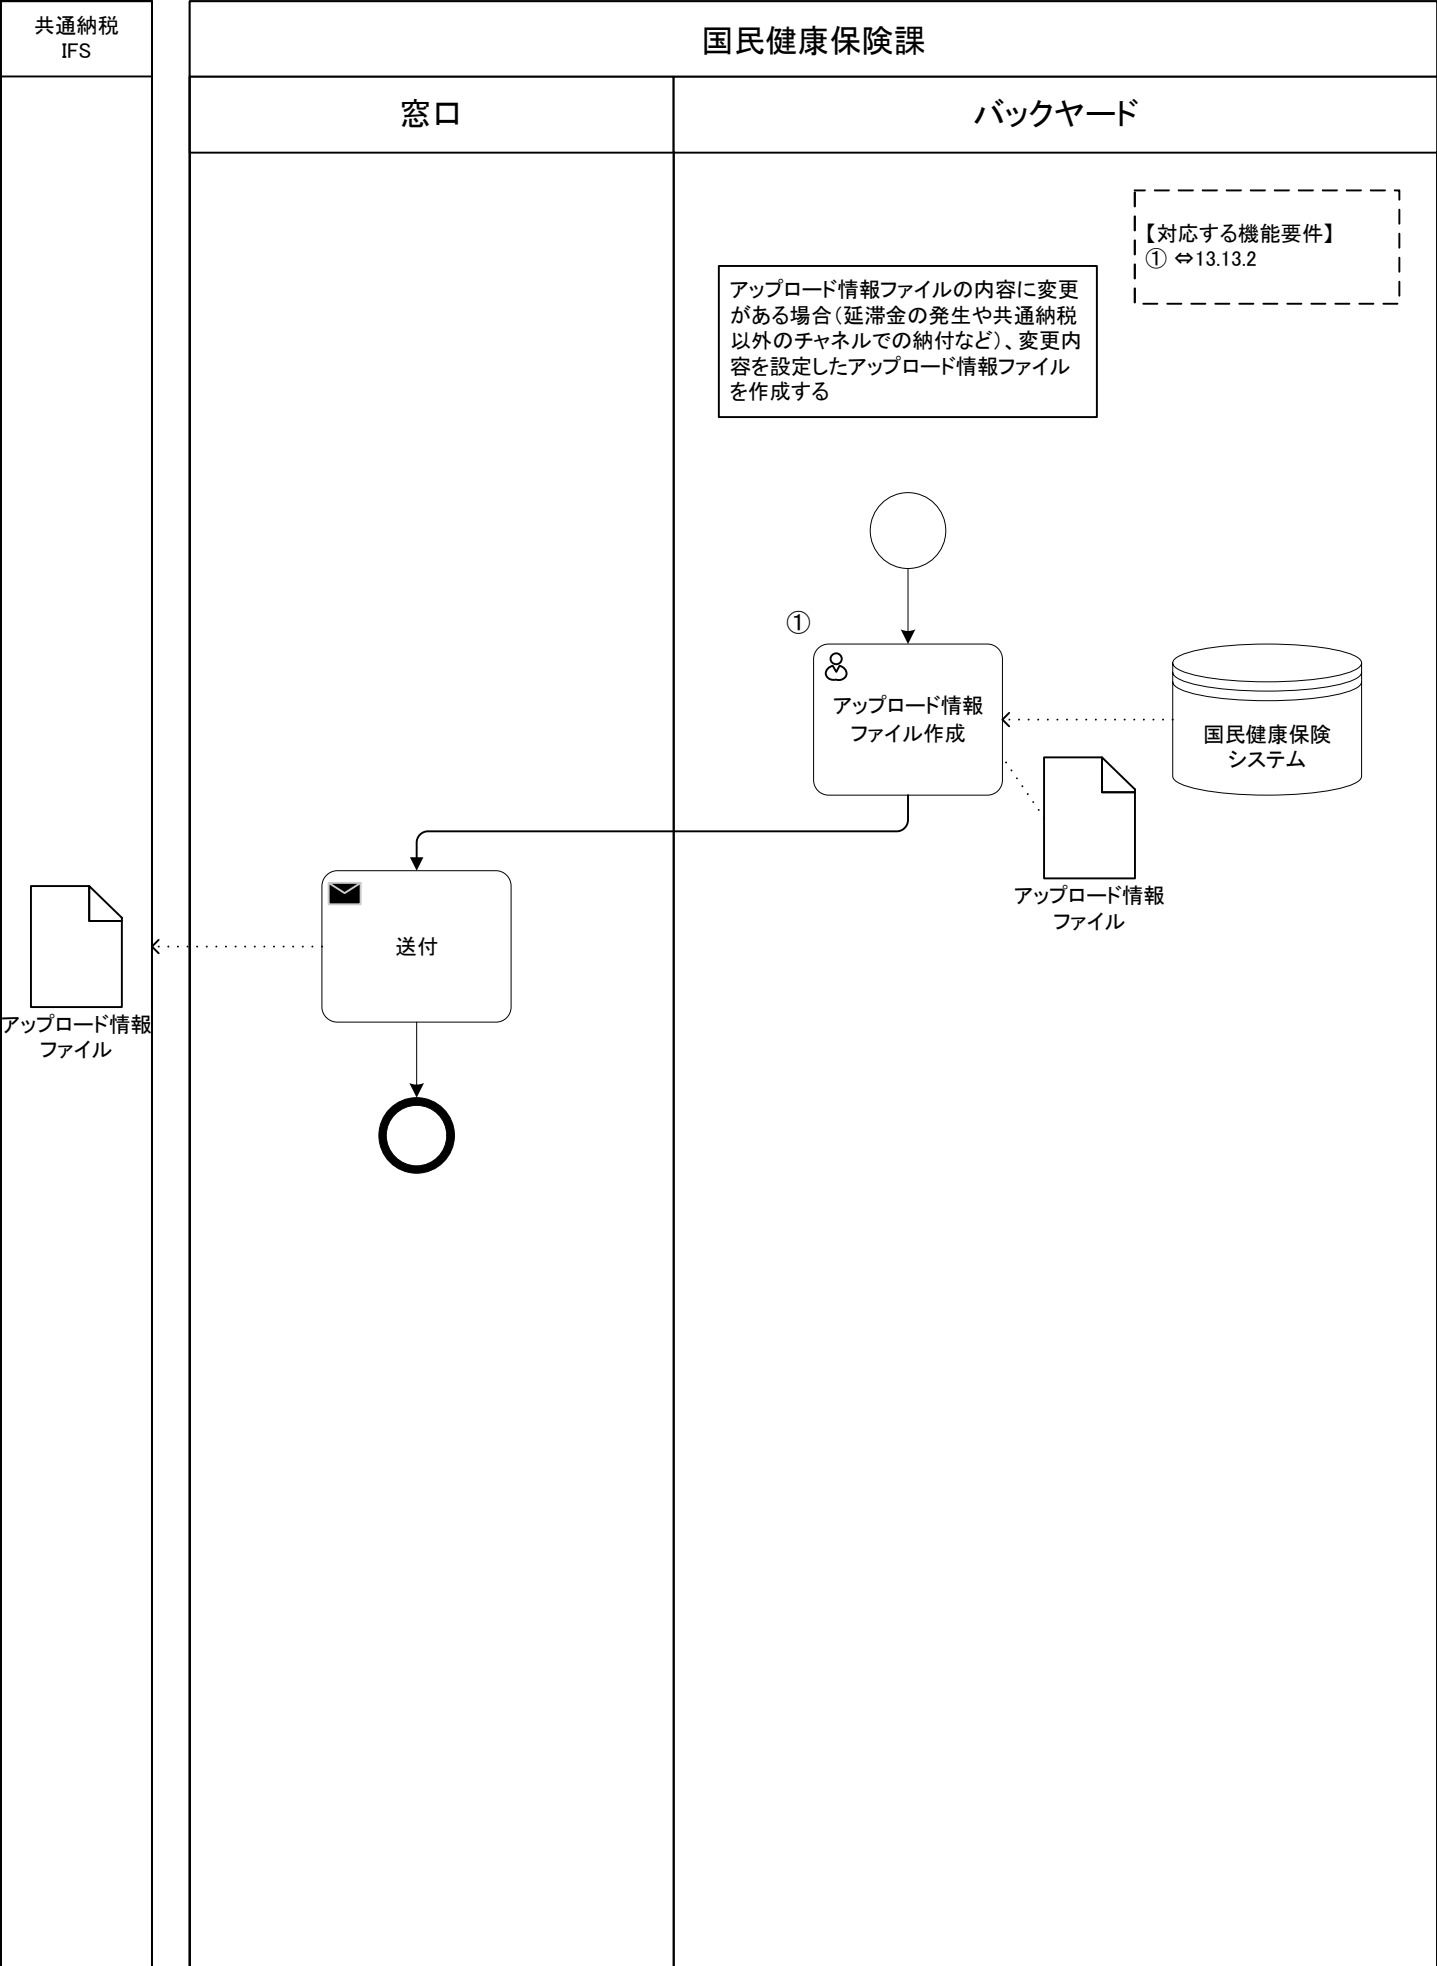 共通納税
IFS
国民健康保険課
窓口
バックヤード
【対応する機能要件】
① ⇔13.13.2
アップロード情報ファイルの内容に変更
がある場合（延滞金の発生や共通納税
以外のチャネルでの納付など）、変更内
容を設定したアップロード情報ファイル
を作成する
①
アップロード情報
ファイル作成
国民健康保険
システム
アップロード情報
ファイル
送付
アップロード情報
ファイル